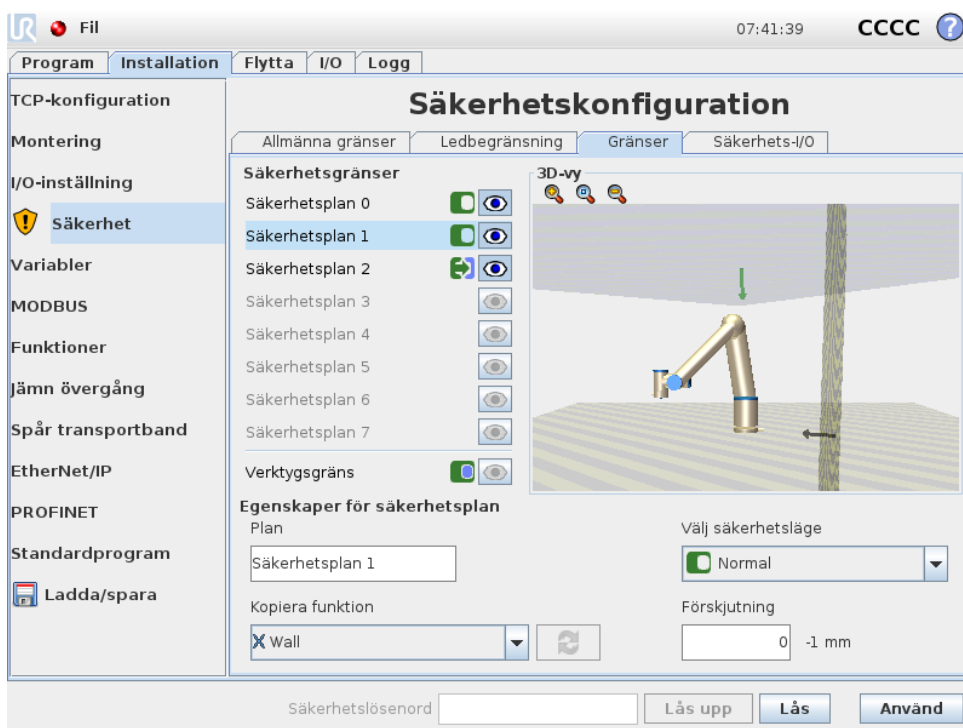 UR Fil 07:41:39 CCCC ?
Program Installation Flytta I/O Logg
TCP-konfiguration
Montering
I/O-inställning
Säkerhet
Variabler
MODBUS
Funktioner
Jämn övergång
Spår transportband
EtherNet/IP
PROFINET
Standardprogram
Ladda/spara
Säkerhetskonfiguration
Allmänna gränser Ledbegränsning Gränser Säkerhets-I/O
Säkerhetsgränser
Säkerhetsplan 0
Säkerhetsplan 1
Säkerhetsplan 2
Säkerhetsplan 3
Säkerhetsplan 4
Säkerhetsplan 5
Säkerhetsplan 6
Säkerhetsplan 7
Verktygsgräns
3D-vy
Egenskaper för säkerhetsplan
Plan
Säkerhetsplan 1
Kopiera funktion
Wall
Välj säkerhetsläge
Normal
Förskjutning
0 -1 mm
Säkerhetslösenord Lås upp Lås Använd